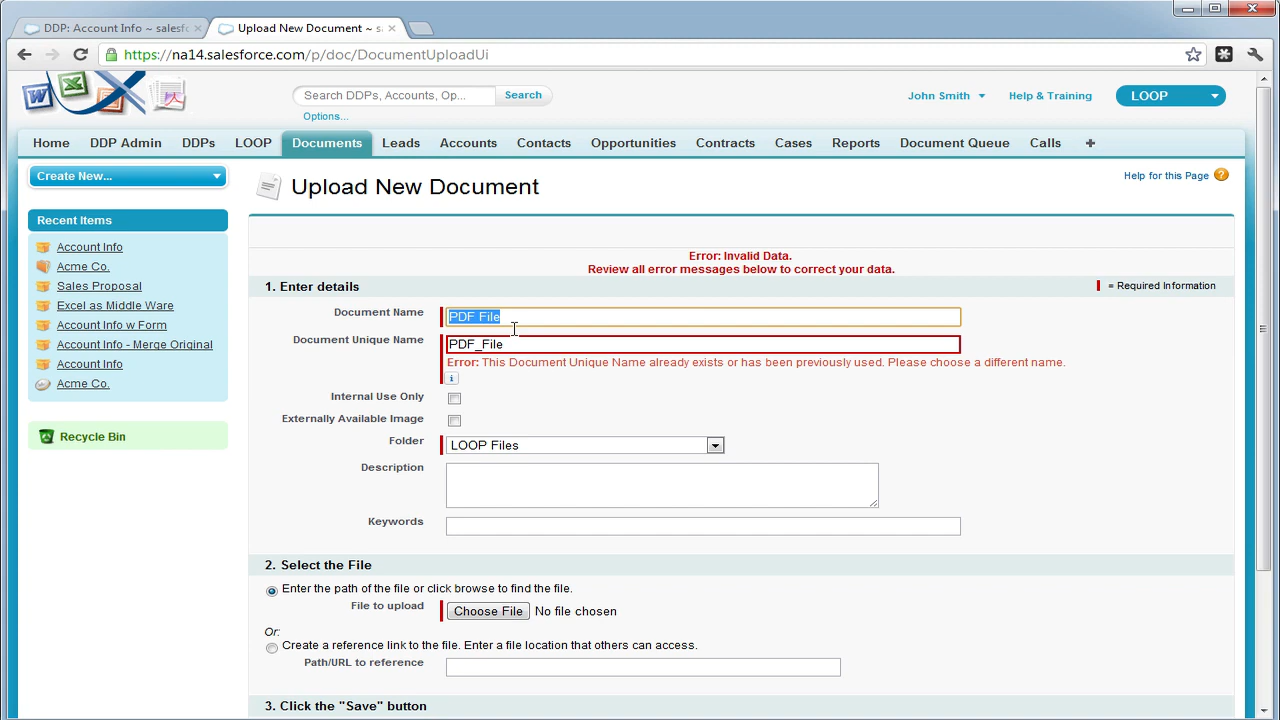 DDP: Account Info ~ salesfo
Upload New Document ~ s
https://na14.salesforce.com/p/doc/DocumentUploadUi
Search DDPs, Accounts, Op...
Search
Options...
John Smith
Help & Training
LOOP
Home
DDP Admin
DDPs
LOOP
Documents
Leads
Accounts
Contacts
Opportunities
Contracts
Cases
Reports
Document Queue
Calls
+
Create New...
Recent Items
Account Info
Acme Co.
Sales Proposal
Excel as Middle Ware
Account Info w Form
Account Info - Merge Original
Account Info
Acme Co.
Recycle Bin
Upload New Document
Help for this Page ?
Error: Invalid Data.
Review all error messages below to correct your data.
1. Enter details
= Required Information
Document Name
PDF File
Document Unique Name
PDF_File
Error: This Document Unique Name already exists or has been previously used. Please choose a different name.
i
Internal Use Only
Externally Available Image
Folder
LOOP Files
Description
Keywords
2. Select the File
Enter the path of the file or click browse to find the file.
File to upload
Choose File
No file chosen
Or:
Create a reference link to the file. Enter a file location that others can access.
Path/URL to reference
3. Click the "Save" button